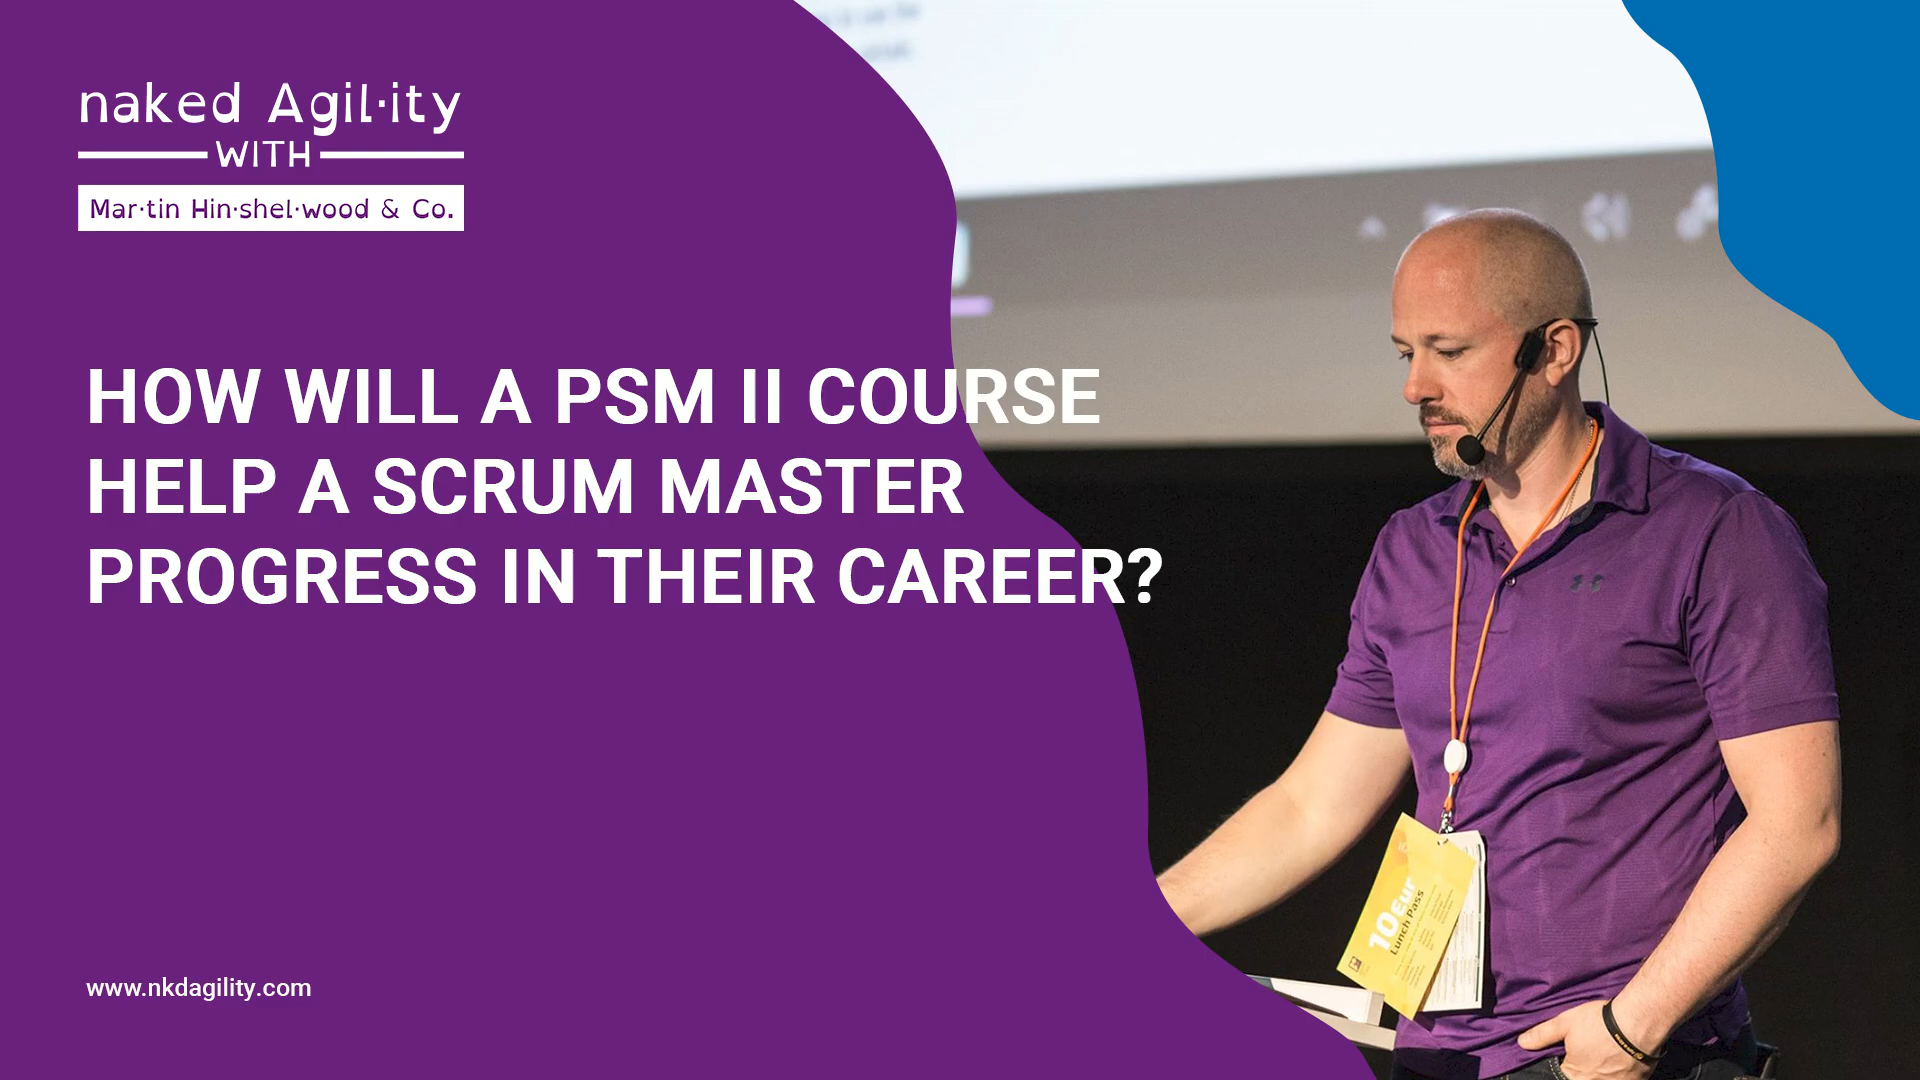 naked Agil·ity
WITH
Mar·tin Hin·shel·wood & Co.
HOW WILL A PSM II COURSE
HELP A SCRUM MASTER
PROGRESS IN THEIR CAREER?
10Eur
Lunch Pass
www.nkdagility.com